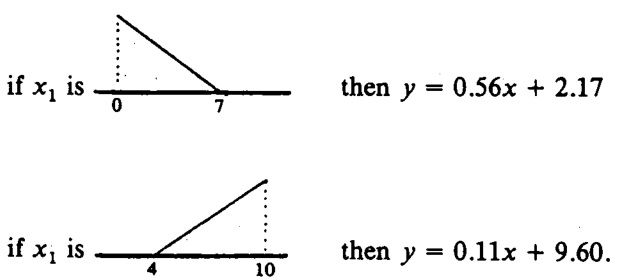 if x₁ is then y = 0.56x + 2.17
0 7
if x₁ is then y = 0.11x + 9.60.
4 10